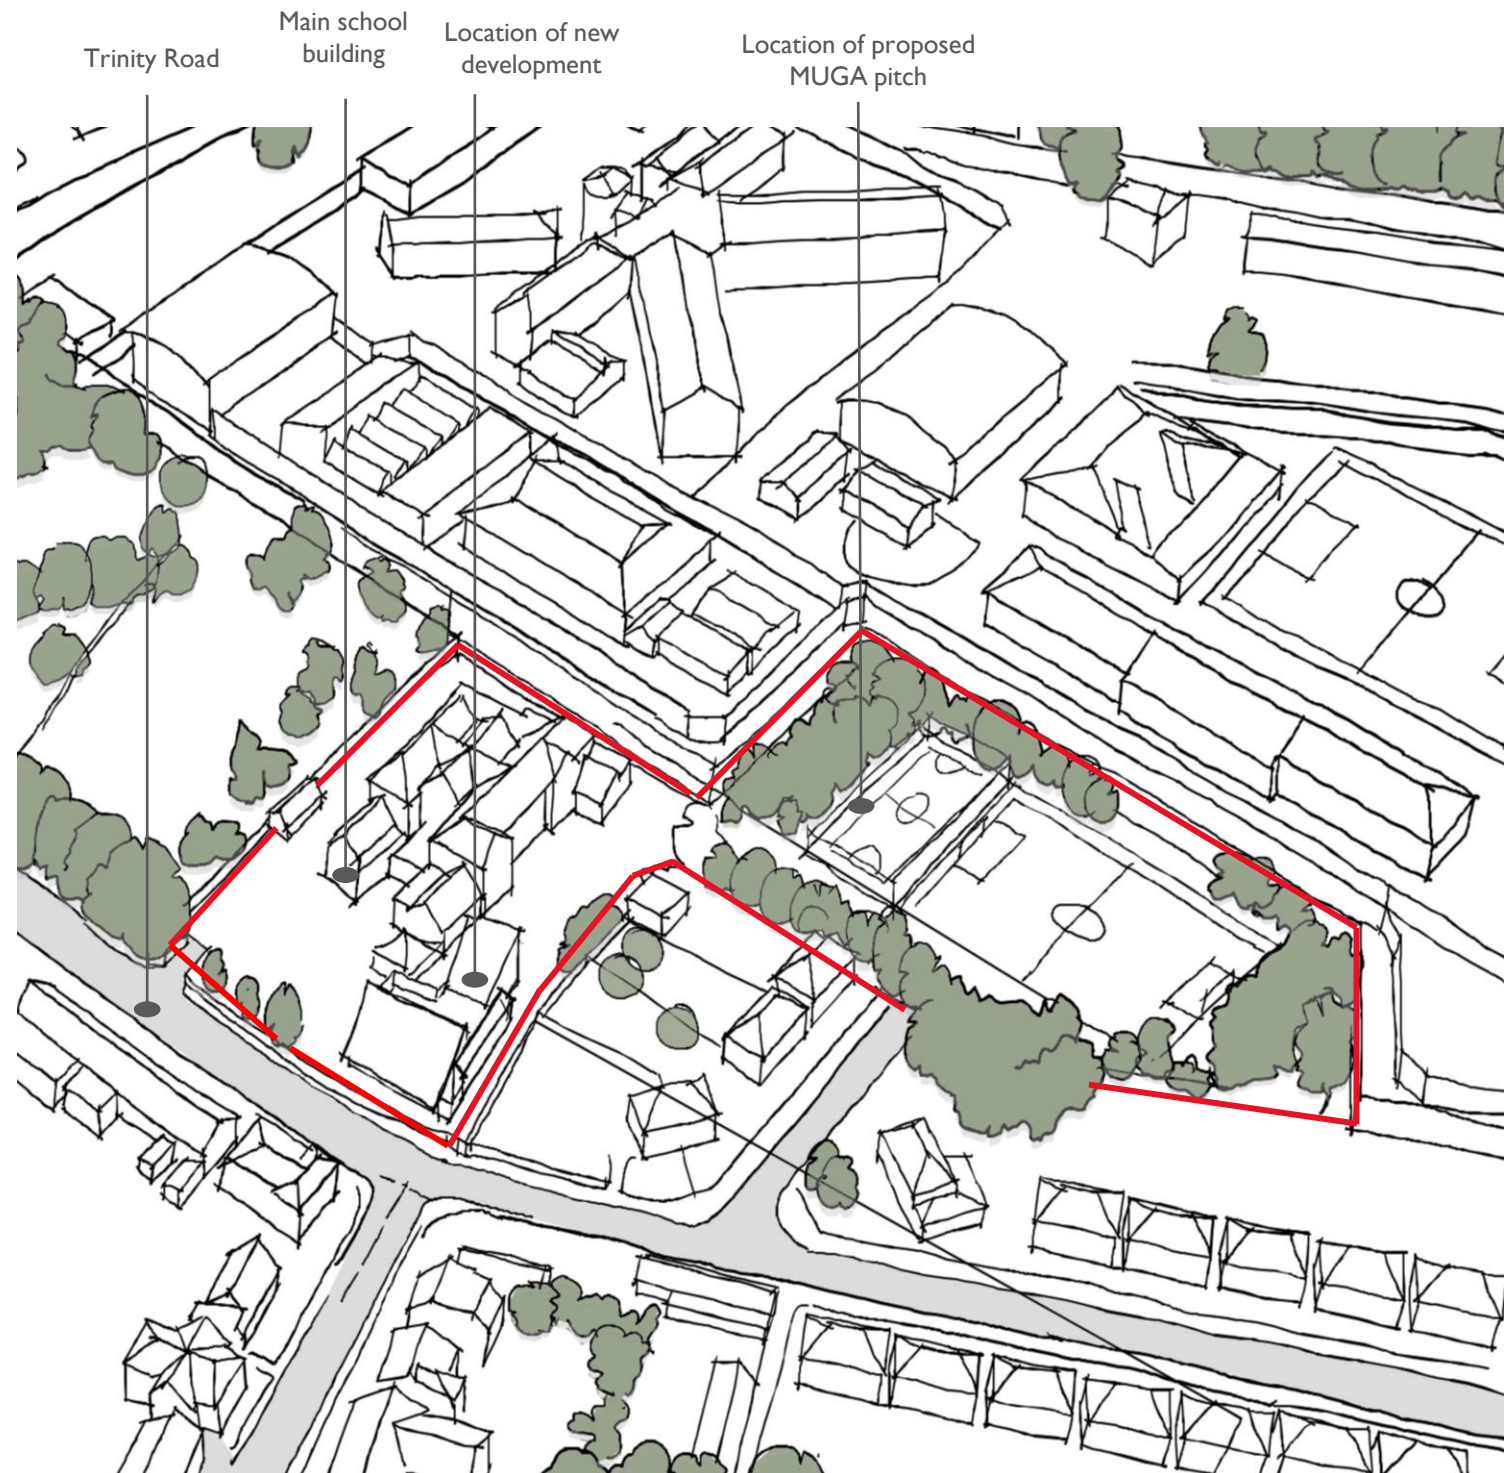 Trinity Road
Main school
building
Location of new
development
Location of proposed
MUGA pitch